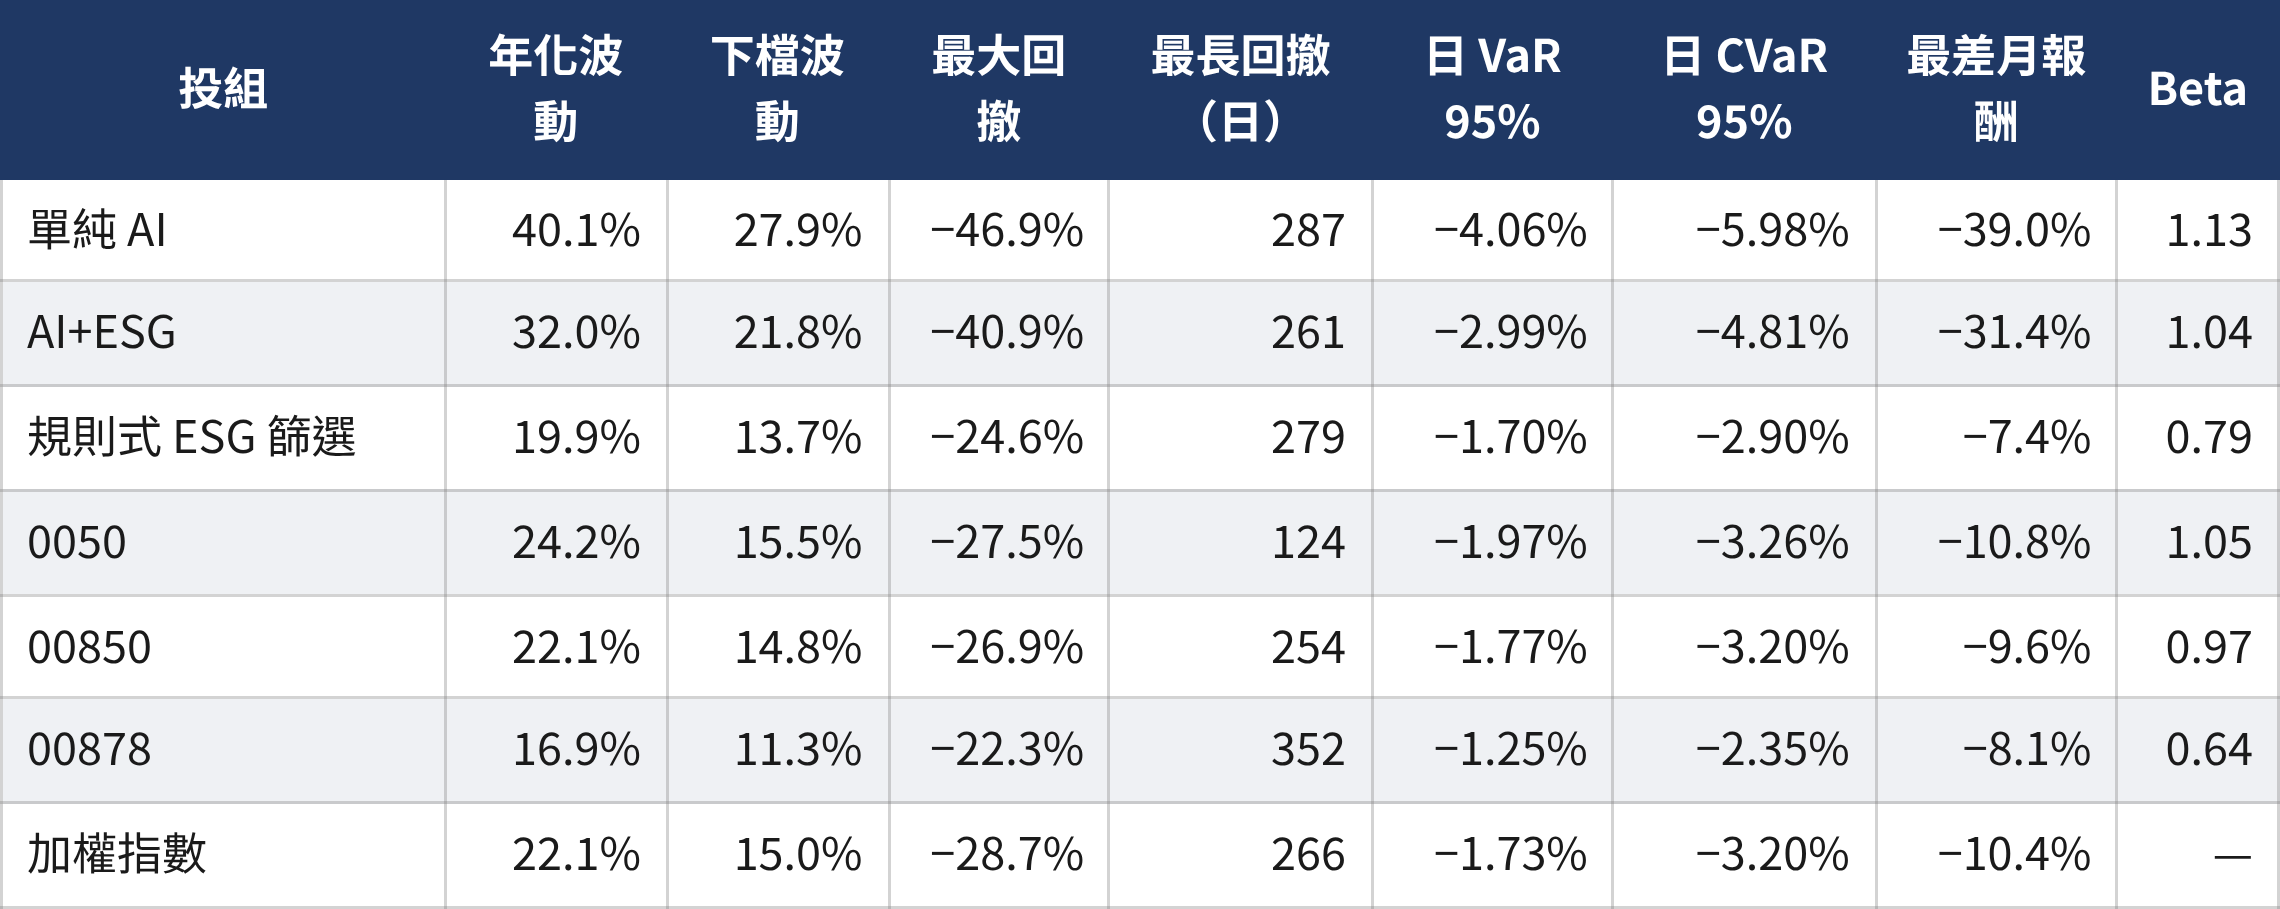 投組 年化波動 下檔波動 最大回撤 最長回撤（日） 日 VaR 95% 日 CVaR 95% 最差月報酬 Beta
單純 AI 40.1% 27.9% −46.9% 287 −4.06% −5.98% −39.0% 1.13
AI+ESG 32.0% 21.8% −40.9% 261 −2.99% −4.81% −31.4% 1.04
規則式 ESG 篩選 19.9% 13.7% −24.6% 279 −1.70% −2.90% −7.4% 0.79
0050 24.2% 15.5% −27.5% 124 −1.97% −3.26% −10.8% 1.05
00850 22.1% 14.8% −26.9% 254 −1.77% −3.20% −9.6% 0.97
00878 16.9% 11.3% −22.3% 352 −1.25% −2.35% −8.1% 0.64
加權指數 22.1% 15.0% −28.7% 266 −1.73% −3.20% −10.4% —